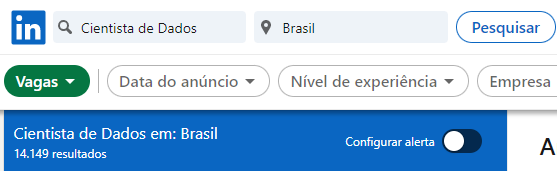 in Cientista de Dados Brasil Pesquisar
Vagas Data do anúncio Nível de experiência Empresa
Cientista de Dados em: Brasil
14.149 resultados
Configurar alerta
A